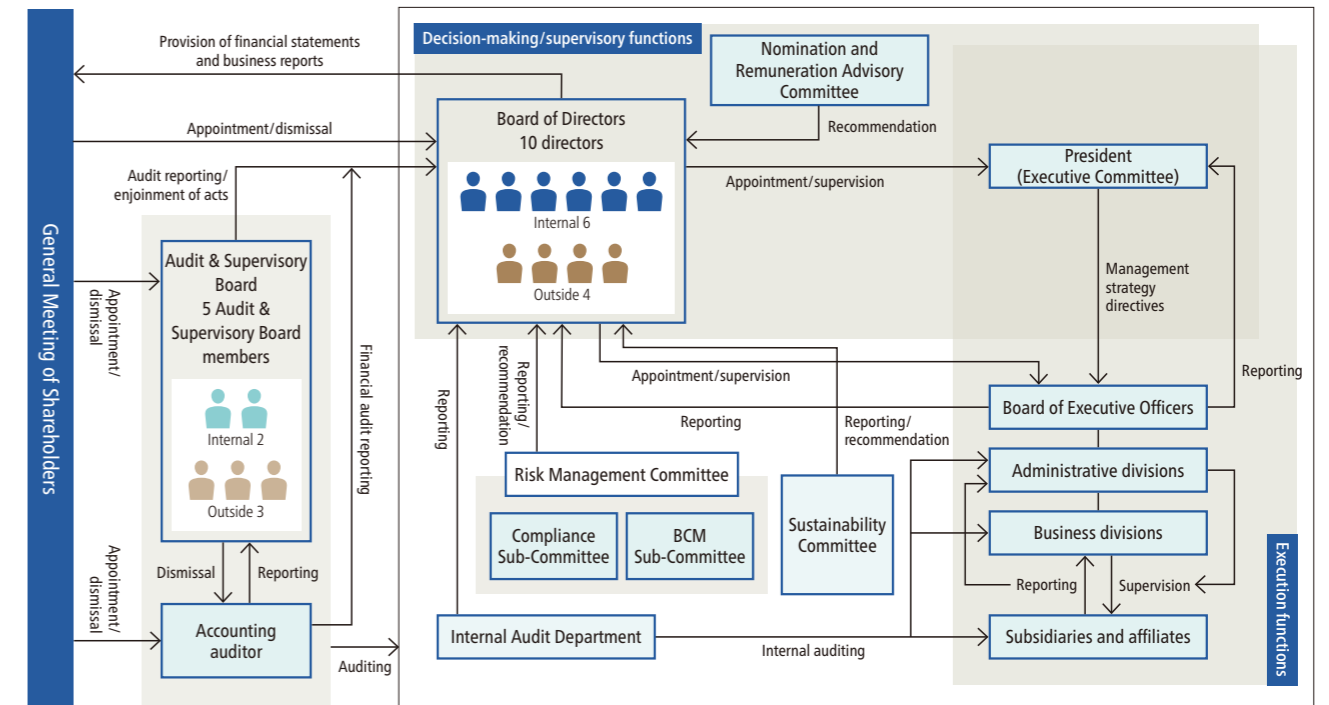 General Meeting of Shareholders
Provision of financial statements
and business reports
Appointment/dismissal
Audit reporting/
enjoinment of acts
Appointment/
dismissal
Audit & Supervisory
Board
5 Audit &
Supervisory Board
members
Internal 2
Outside 3
Financial audit reporting
Dismissal
Reporting
Appointment/
dismissal
Accounting
auditor
Auditing
Decision-making/supervisory functions
Nomination and
Remuneration Advisory
Committee
Recommendation
Board of Directors
10 directors
Internal 6
Outside 4
Appointment/supervision
President
(Executive Committee)
Management
strategy
directives
Reporting
Appointment/supervision
Reporting
Reporting
Reporting/
recommendation
Reporting/
recommendation
Board of Executive Officers
Risk Management Committee
Compliance
Sub-Committee
BCM
Sub-Committee
Sustainability
Committee
Administrative divisions
Business divisions
Reporting
Supervision
Subsidiaries and affiliates
Internal Audit Department
Internal auditing
Execution functions